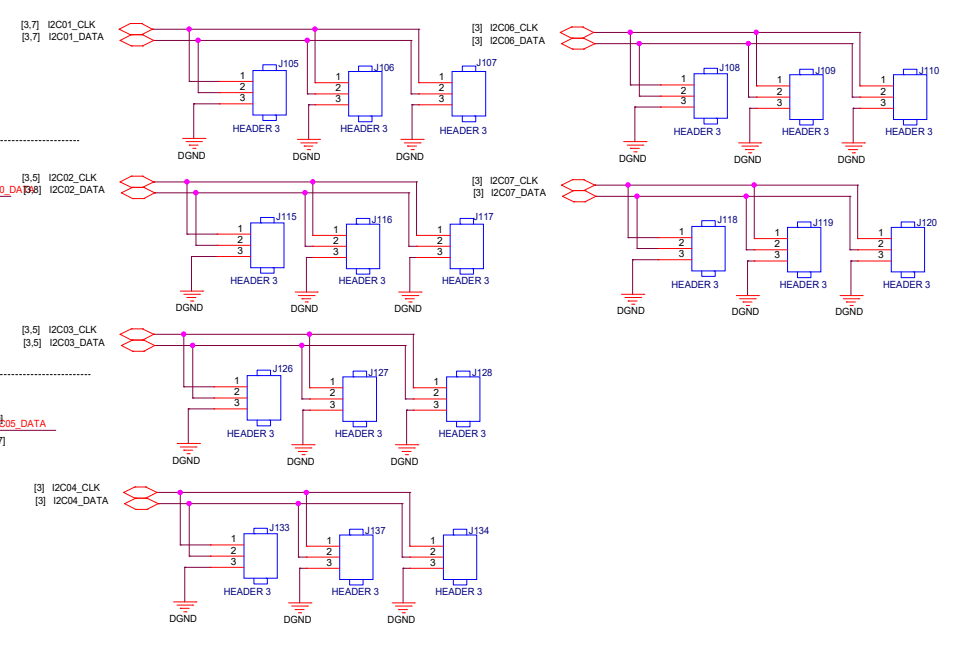 [3,7] I2C01_CLK
[3,7] I2C01_DATA
J105
J106
J107
1
2
3
1
2
3
1
2
3
HEADER 3
HEADER 3
HEADER 3
DGND
DGND
DGND
[3] I2C06_CLK
[3] I2C06_DATA
J108
J109
J110
1
2
3
1
2
3
1
2
3
HEADER 3
HEADER 3
HEADER 3
DGND
DGND
DGND
[3,5] I2C02_CLK
[3,8] I2C02_DATA
J115
J116
J117
1
2
3
1
2
3
1
2
3
HEADER 3
HEADER 3
HEADER 3
DGND
DGND
DGND
[3] I2C07_CLK
[3] I2C07_DATA
J118
J119
J120
1
2
3
1
2
3
1
2
3
HEADER 3
HEADER 3
HEADER 3
DGND
DGND
DGND
[3,5] I2C03_CLK
[3,5] I2C03_DATA
J126
J127
J128
1
2
3
1
2
3
1
2
3
HEADER 3
HEADER 3
HEADER 3
DGND
DGND
DGND
C05_DATA
7]
[3] I2C04_CLK
[3] I2C04_DATA
J133
J137
J134
1
2
3
1
2
3
1
2
3
HEADER 3
HEADER 3
HEADER 3
DGND
DGND
DGND